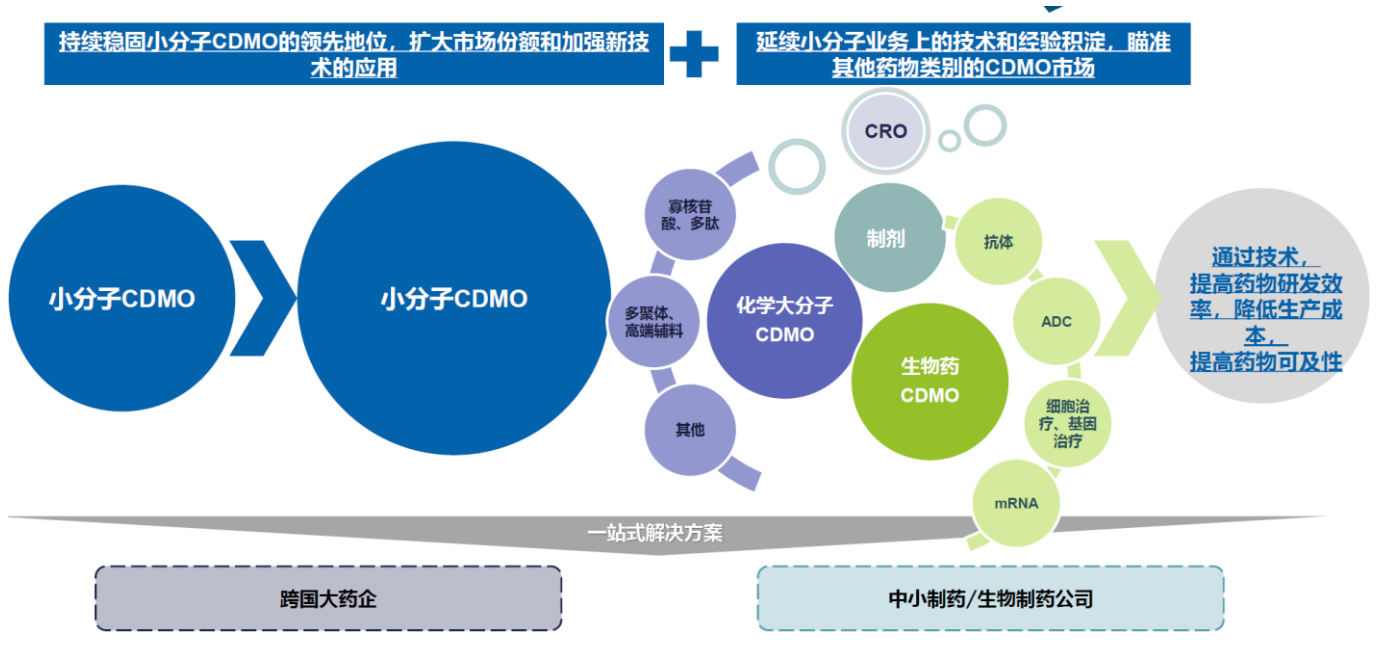 持续稳固小分子CDMO的领先地位，扩大市场份额和加强新技
术的应用
延续小分子业务上的技术和经验积淀，瞄准
其他药物类别的CDMO市场
小分子CDMO
小分子CDMO
寡核苷
酸、多肽
多聚体、
高端辅料
其他
化学大分子
CDMO
CRO
制剂
生物药
CDMO
抗体
ADC
细胞治
疗、基因
治疗
mRNA
通过技术，
提高药物研发效
率，降低生产成
本，
提高药物可及性
一站式解决方案
跨国大药企
中小制药/生物制药公司